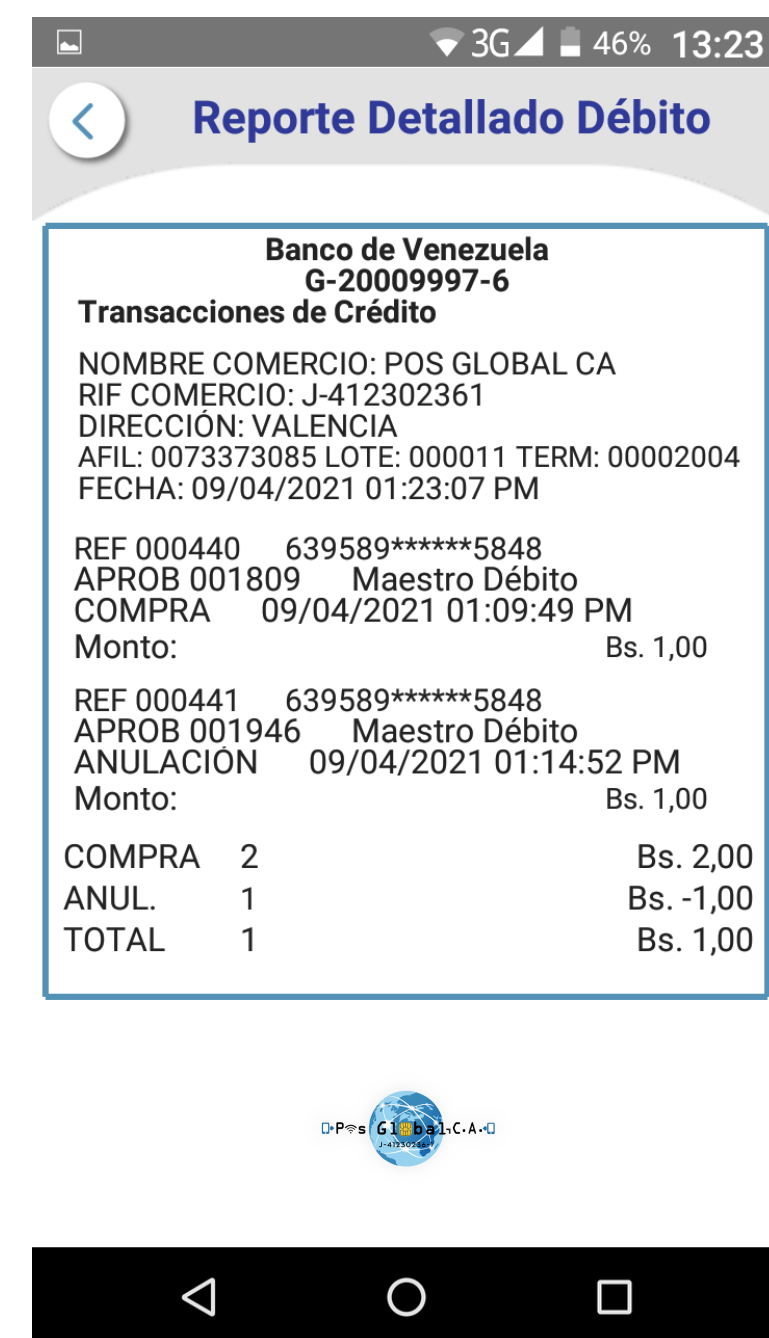 3G 46% 13:23
Reporte Detallado Débito
Banco de Venezuela
G-20009997-6
Transacciones de Crédito
NOMBRE COMERCIO: POS GLOBAL CA
RIF COMERCIO: J-412302361
DIRECCIÓN: VALENCIA
AFIL: 0073373085 LOTE: 000011 TERM: 00002004
FECHA: 09/04/2021 01:23:07 PM
REF 000440 639589******5848
APROB 001809 Maestro Débito
COMPRA 09/04/2021 01:09:49 PM
Monto: Bs. 1,00
REF 000441 639589******5848
APROB 001946 Maestro Débito
ANULACIÓN 09/04/2021 01:14:52 PM
Monto: Bs. 1,00
COMPRA 2 Bs. 2,00
ANUL. 1 Bs. -1,00
TOTAL 1 Bs. 1,00
Pos Global, C.A.